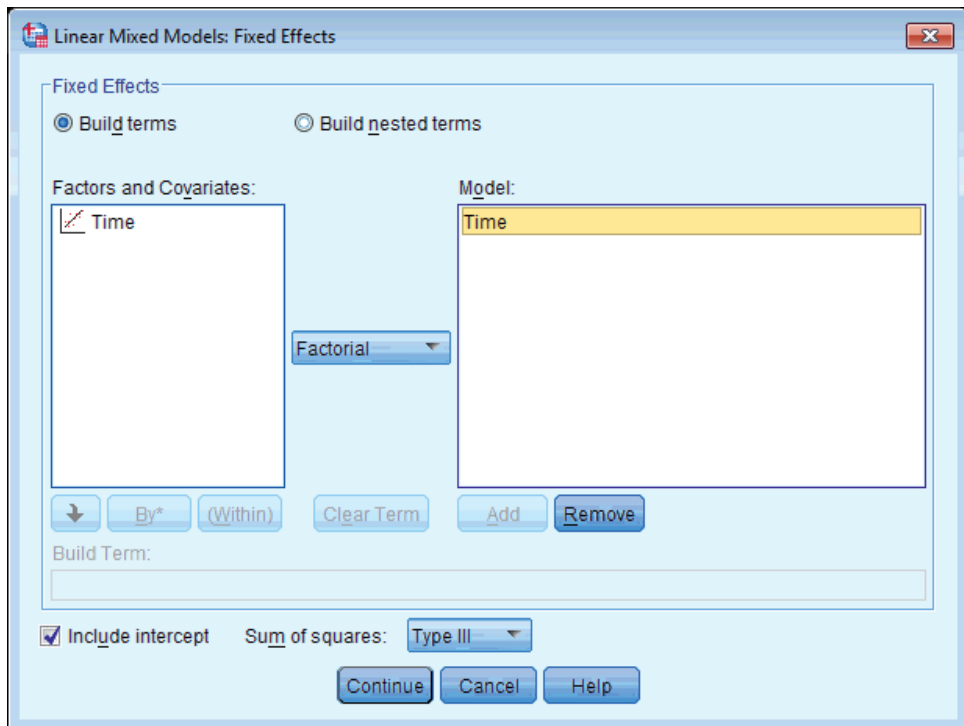 Linear Mixed Models: Fixed Effects
Fixed Effects
Build terms
Build nested terms
Factors and Covariates:
Model:
Time
Time
Factorial
By*
(Within)
Clear Term
Add
Remove
Build Term:
Include intercept
Sum of squares:
Type III
Continue
Cancel
Help